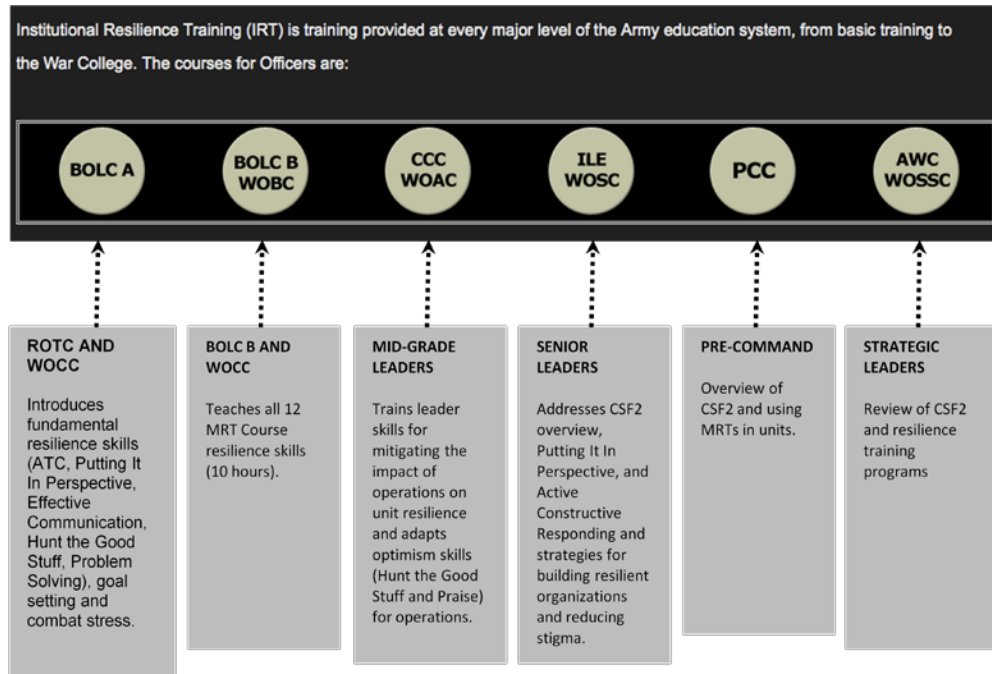 Institutional Resilience Training (IRT) is training provided at every major level of the Army education system, from basic training to
the War College. The courses for Officers are:
BOLC A
BOLC B
WOBC
CCC
WOAC
ILE
WOSC
PCC
AWC
WOSSC
ROTC AND
WOCC
Introduces
fundamental
resilience skills
(ATC, Putting It
In Perspective,
Effective
Communication,
Hunt the Good
Stuff, Problem
Solving), goal
setting and
combat stress.
BOLC B AND
WOCC
Teaches all 12
MRT Course
resilience skills
(10 hours).
MID-GRADE
LEADERS
Trains leader
skills for
mitigating the
impact of
operations on
unit resilience
and adapts
optimism skills
(Hunt the Good
Stuff and Praise)
for operations.
SENIOR
LEADERS
Addresses CSF2
overview,
Putting It In
Perspective, and
Active
Constructive
Responding and
strategies for
building resilient
organizations
and reducing
stigma.
PRE-COMMAND
Overview of
CSF2 and using
MRTs in units.
STRATEGIC
LEADERS
Review of CSF2
and resilience
training
programs